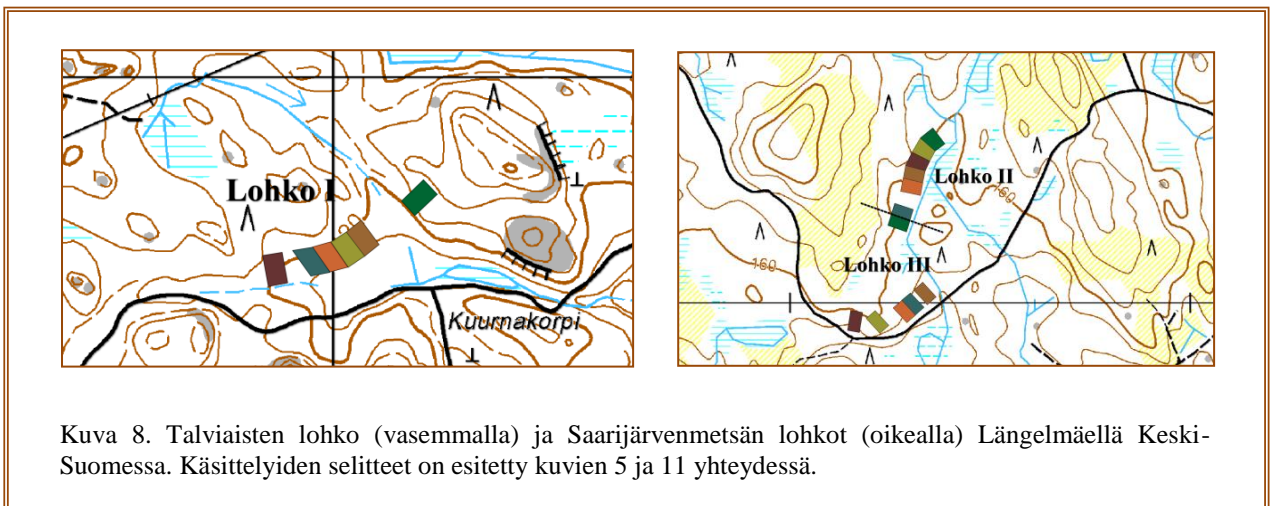 Lohko I
Kuurnakorpi
Lohko II
160
160
Lohko III
Kuva 8. Talviaisten lohko (vasemmalla) ja Saarijärvenmetsän lohkot (oikealla) Längelmäellä Keski-
Suomessa. Käsittelyiden selitteet on esitetty kuvien 5 ja 11 yhteydessä.